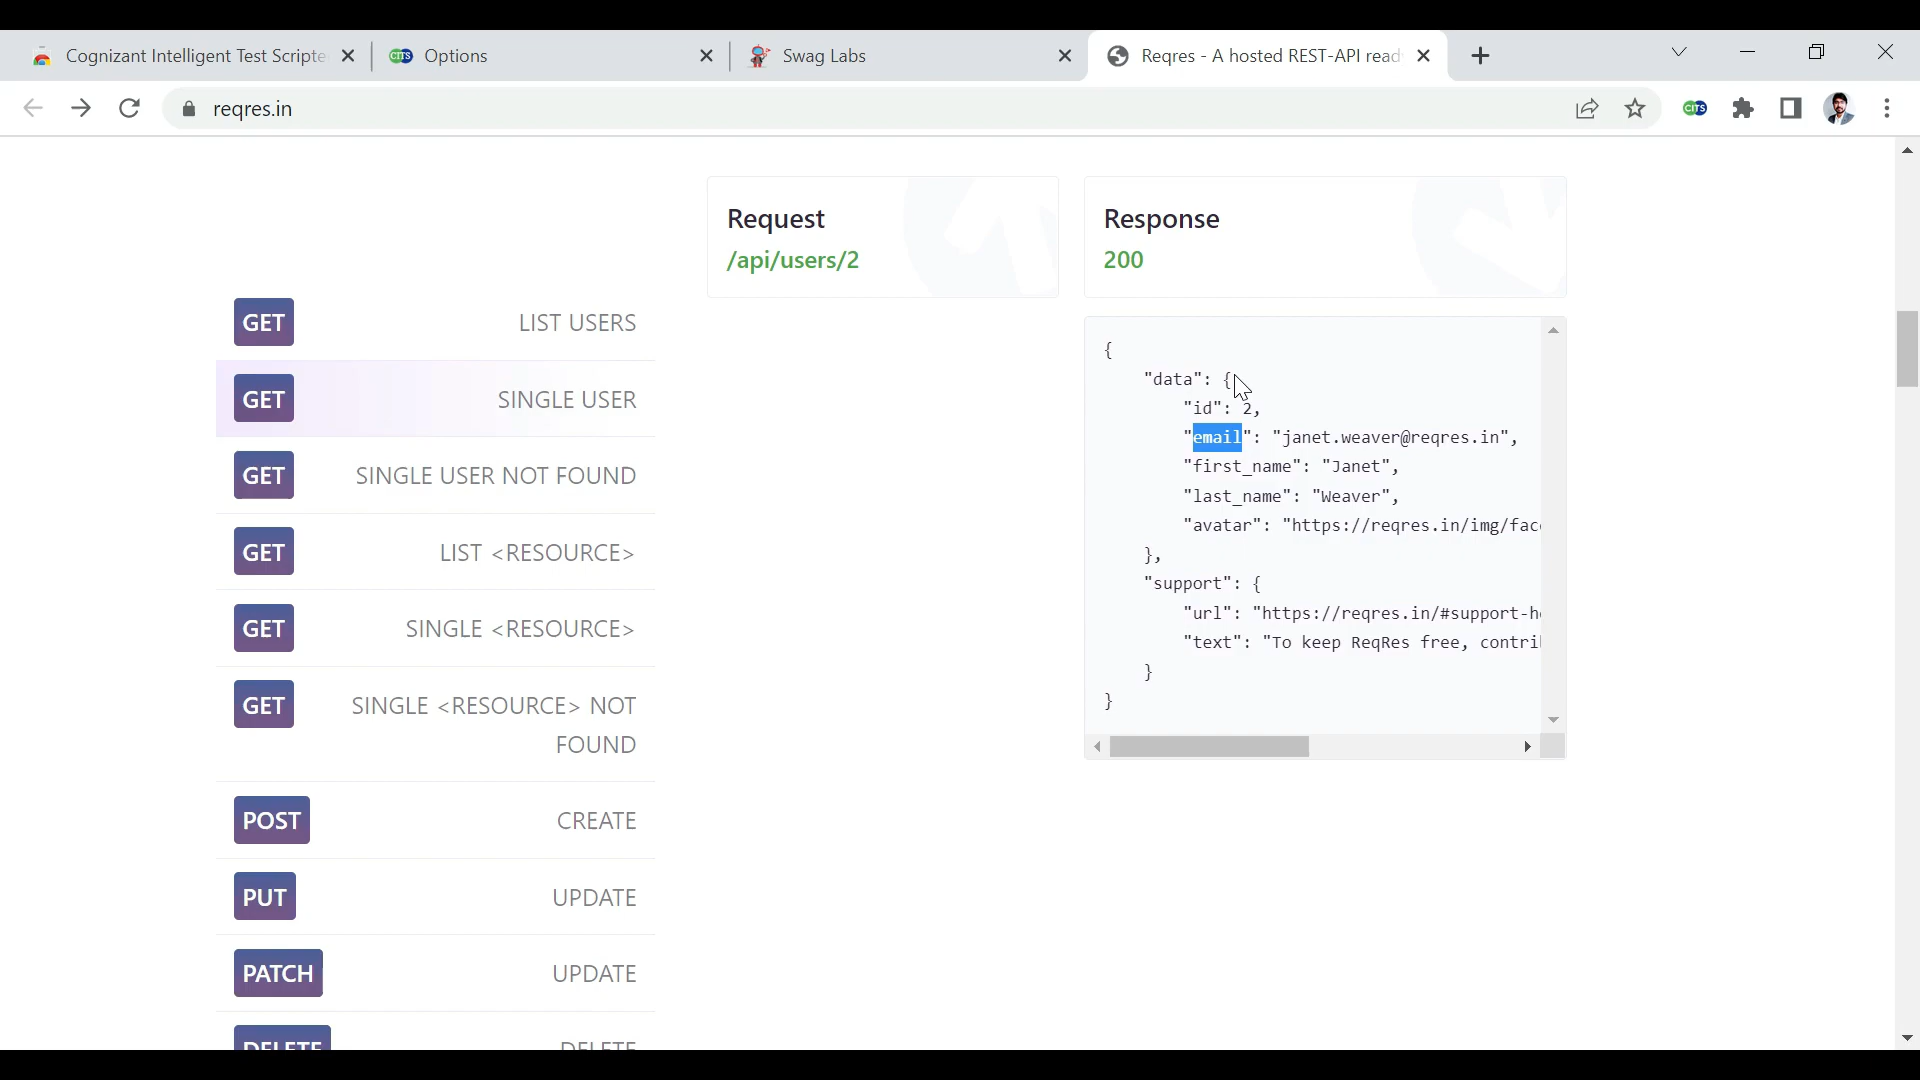 Cognizant Intelligent Test Scripte
CITS Options
Swag Labs
Reqres - A hosted REST-API read
reqres.in
CITS
Request
/api/users/2
Response
200
GET LIST USERS
GET SINGLE USER
GET SINGLE USER NOT FOUND
GET LIST <RESOURCE>
GET SINGLE <RESOURCE>
GET SINGLE <RESOURCE> NOT
FOUND
POST CREATE
PUT UPDATE
PATCH UPDATE
DELETE DELETE
{
"data": {
"id": 2,
"email": "janet.weaver@reqres.in",
"first_name": "Janet",
"last_name": "Weaver",
"avatar": "https://reqres.in/img/fac
},
"support": {
"url": "https://reqres.in/#support-h
"text": "To keep ReqRes free, contri
}
}